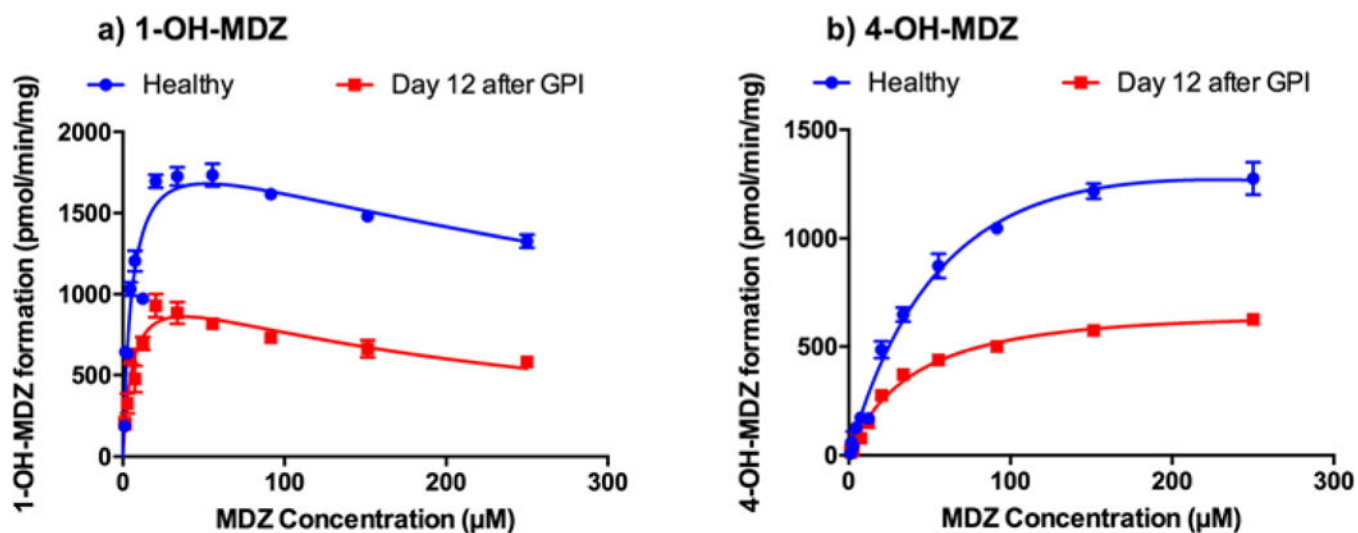 a) 1-OH-MDZ
Healthy
Day 12 after GPI
1-OH-MDZ formation (pmol/min/mg)
2000
1500
1000
500
0
0
100
200
300
MDZ Concentration (µM)
b) 4-OH-MDZ
Healthy
Day 12 after GPI
4-OH-MDZ formation (pmol/min/mg)
1500
1000
500
0
0
100
200
300
MDZ Concentration (µM)